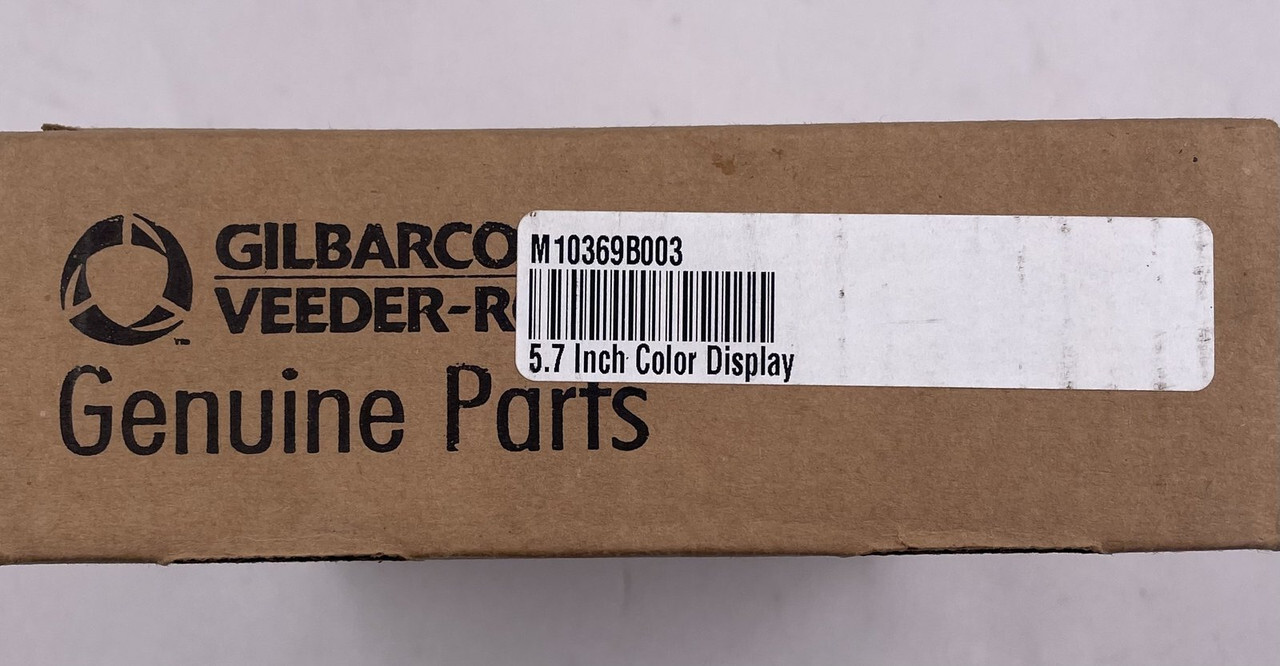 GILBARCO
VEEDER-R
Genuine Parts
M10369B003
5.7 Inch Color Display